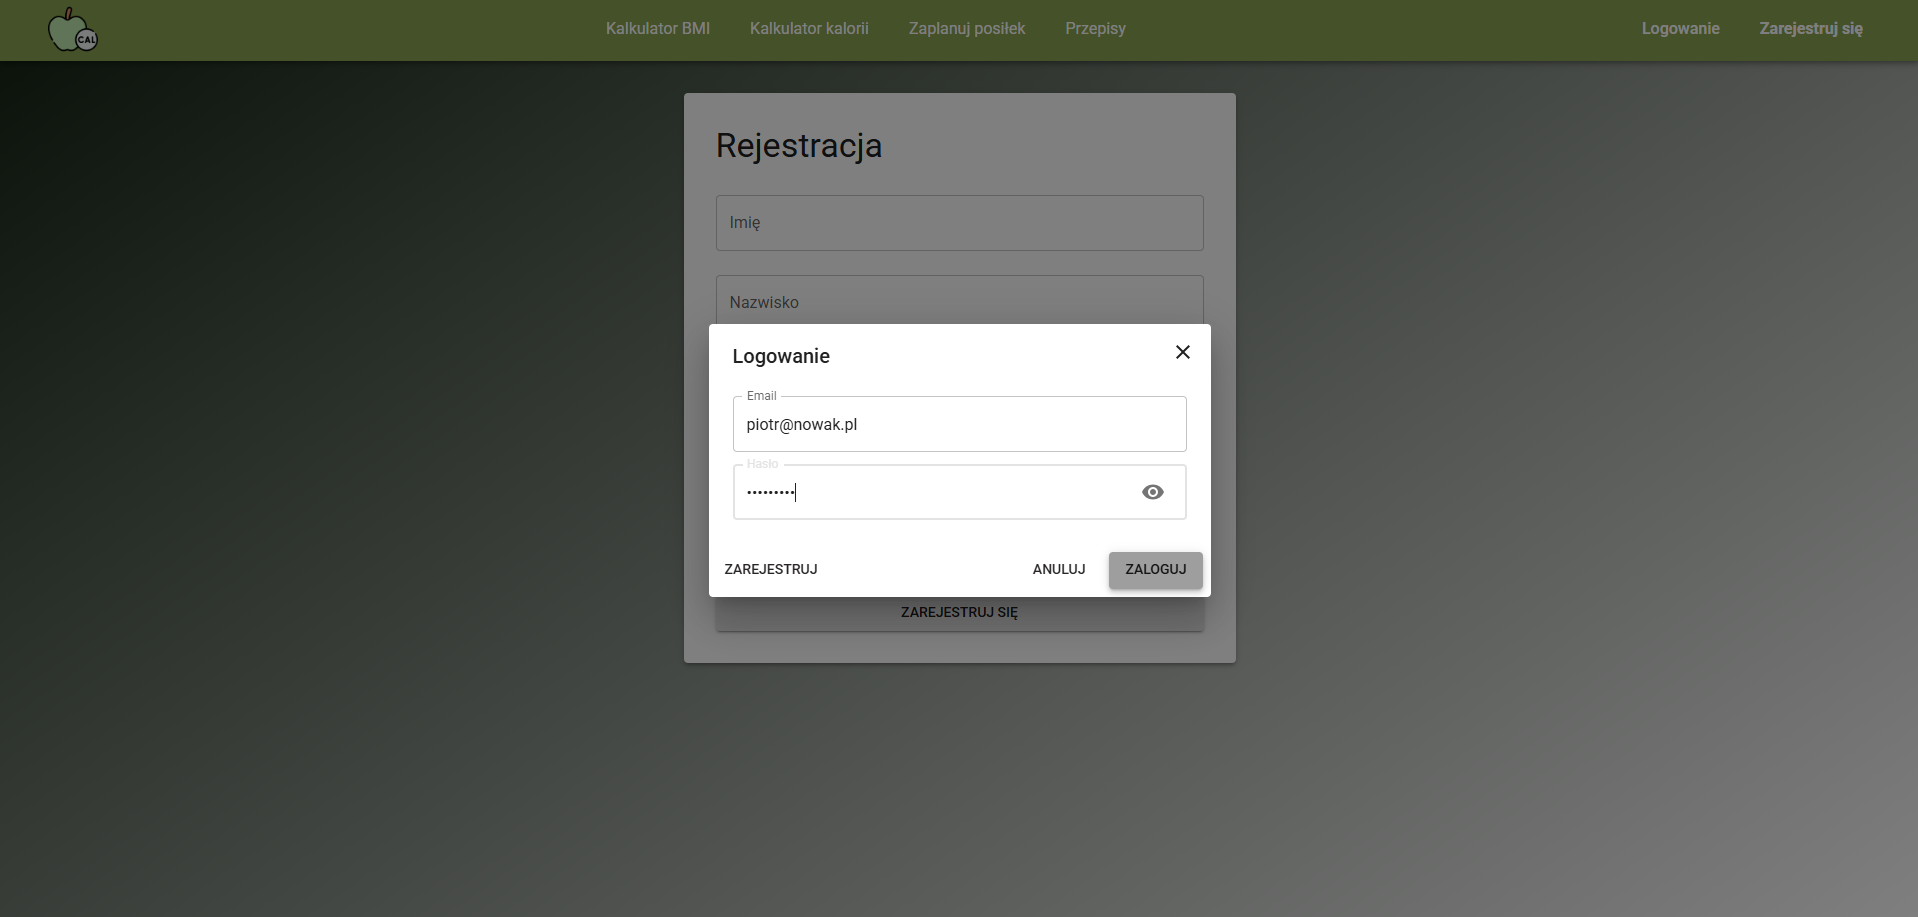 CAL
Kalkulator BMI
Kalkulator kalorii
Zaplanuj posiłek
Przepisy
Logowanie
Zarejestruj się
Rejestracja
Imię
Nazwisko
Logowanie
Email
piotr@nowak.pl
Hasło
•••••••••
ZAREJESTRUJ
ANULUJ
ZALOGUJ
ZAREJESTRUJ SIĘ